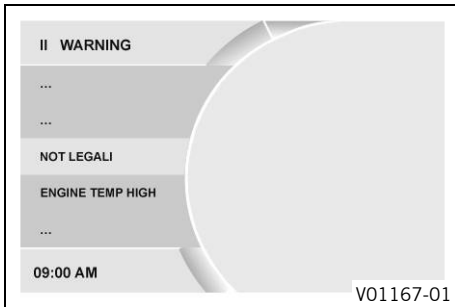 II WARNING
...
...
NOT LEGALI
ENGINE TEMP HIGH
...
09:00 AM
V01167-01